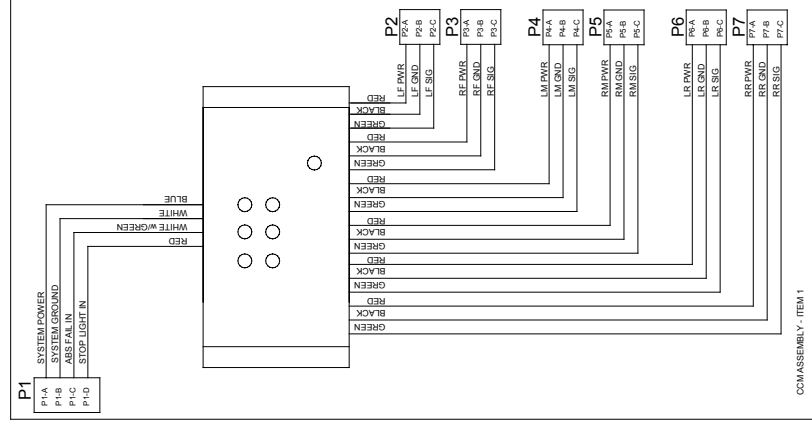 P1
P1-A
P1-B
P1-C
P1-D
SYSTEM POWER
SYSTEM GROUND
ABS FAIL IN
STOP LIGHT IN
BLUE
WHITE
WHITE w/GREEN
RED
P2
P2-A
P2-B
P2-C
LF PWR
LF GND
LF SIG
RED
BLACK
GREEN
P3
P3-A
P3-B
P3-C
RF PWR
RF GND
RF SIG
RED
BLACK
GREEN
P4
P4-A
P4-B
P4-C
LM PWR
LM GND
LM SIG
RED
BLACK
GREEN
P5
P5-A
P5-B
P5-C
RM PWR
RM GND
RM SIG
RED
BLACK
GREEN
P6
P6-A
P6-B
P6-C
LR PWR
LR GND
LR SIG
RED
BLACK
GREEN
P7
P7-A
P7-B
P7-C
RR PWR
RR GND
RR SIG
RED
BLACK
GREEN
CCM ASSEMBLY - ITEM 1